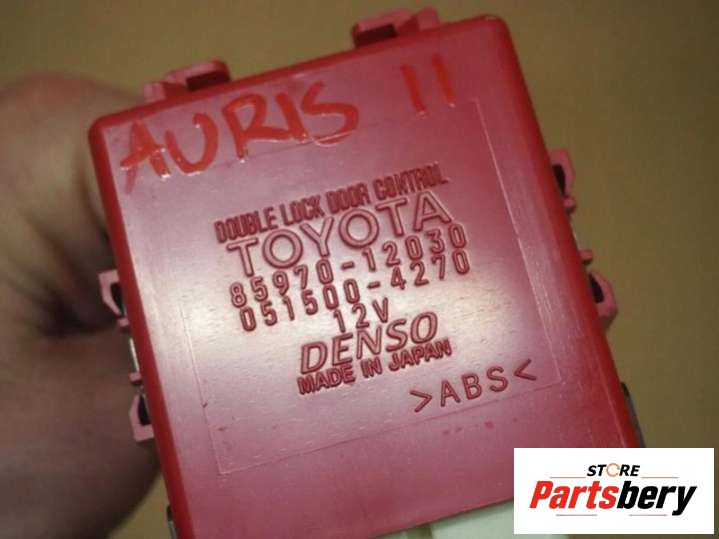 AURIS II
DOUBLE LOCK DOOR CONTROL
TOYOTA
85970-12030
051500-4270
12V
DENSO
MADE IN JAPAN
>ABS<
STORE
Partsbery